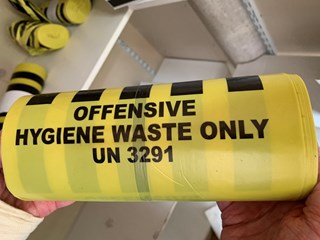 OFFENSIVE
HYGIENE WASTE ONLY
UN 3291